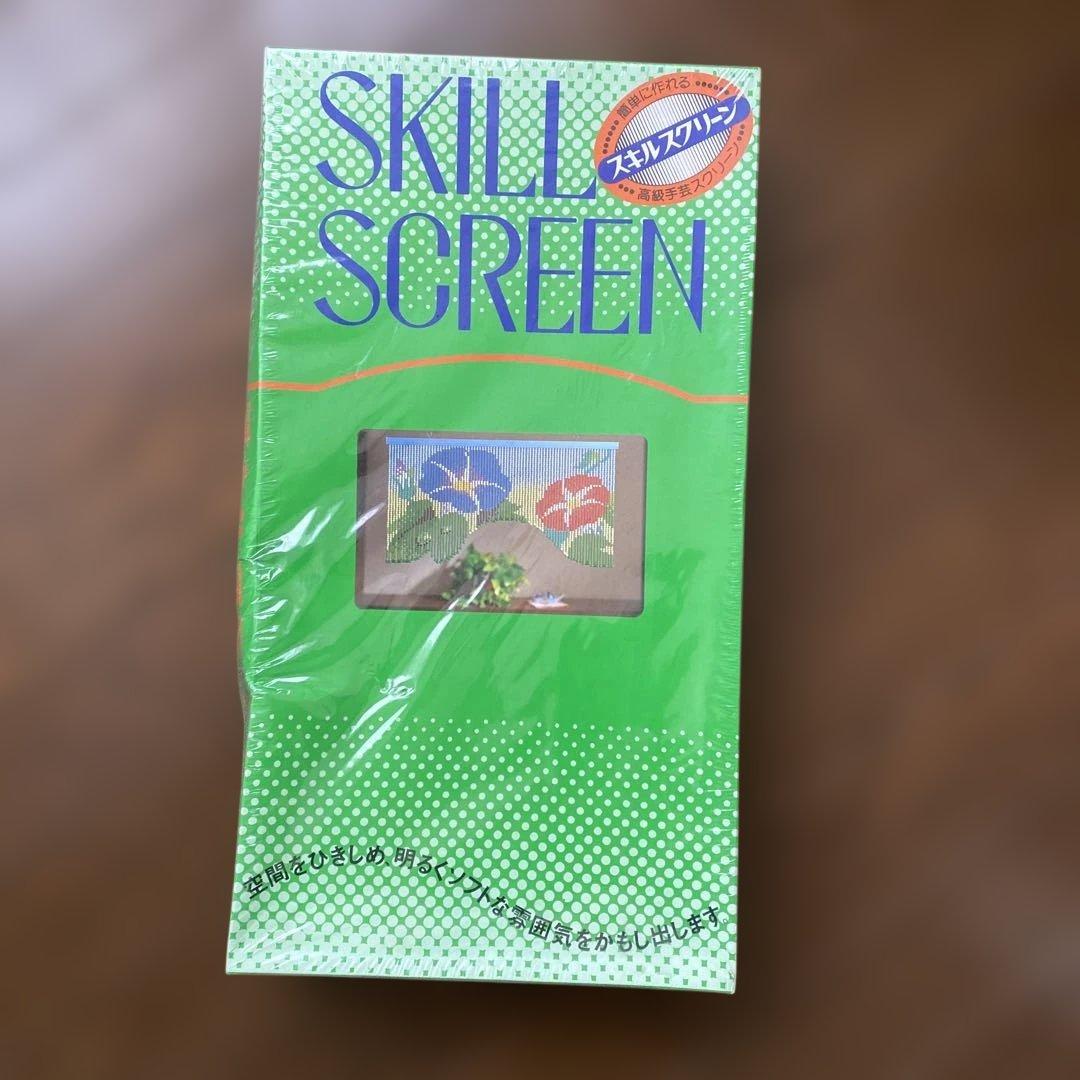 SKILL
SCREEN
簡単に作れる
スキルスクリーン
高級手芸スクリーン
空間をひきしめ、明るくソフトな雰囲気をかもし出します。